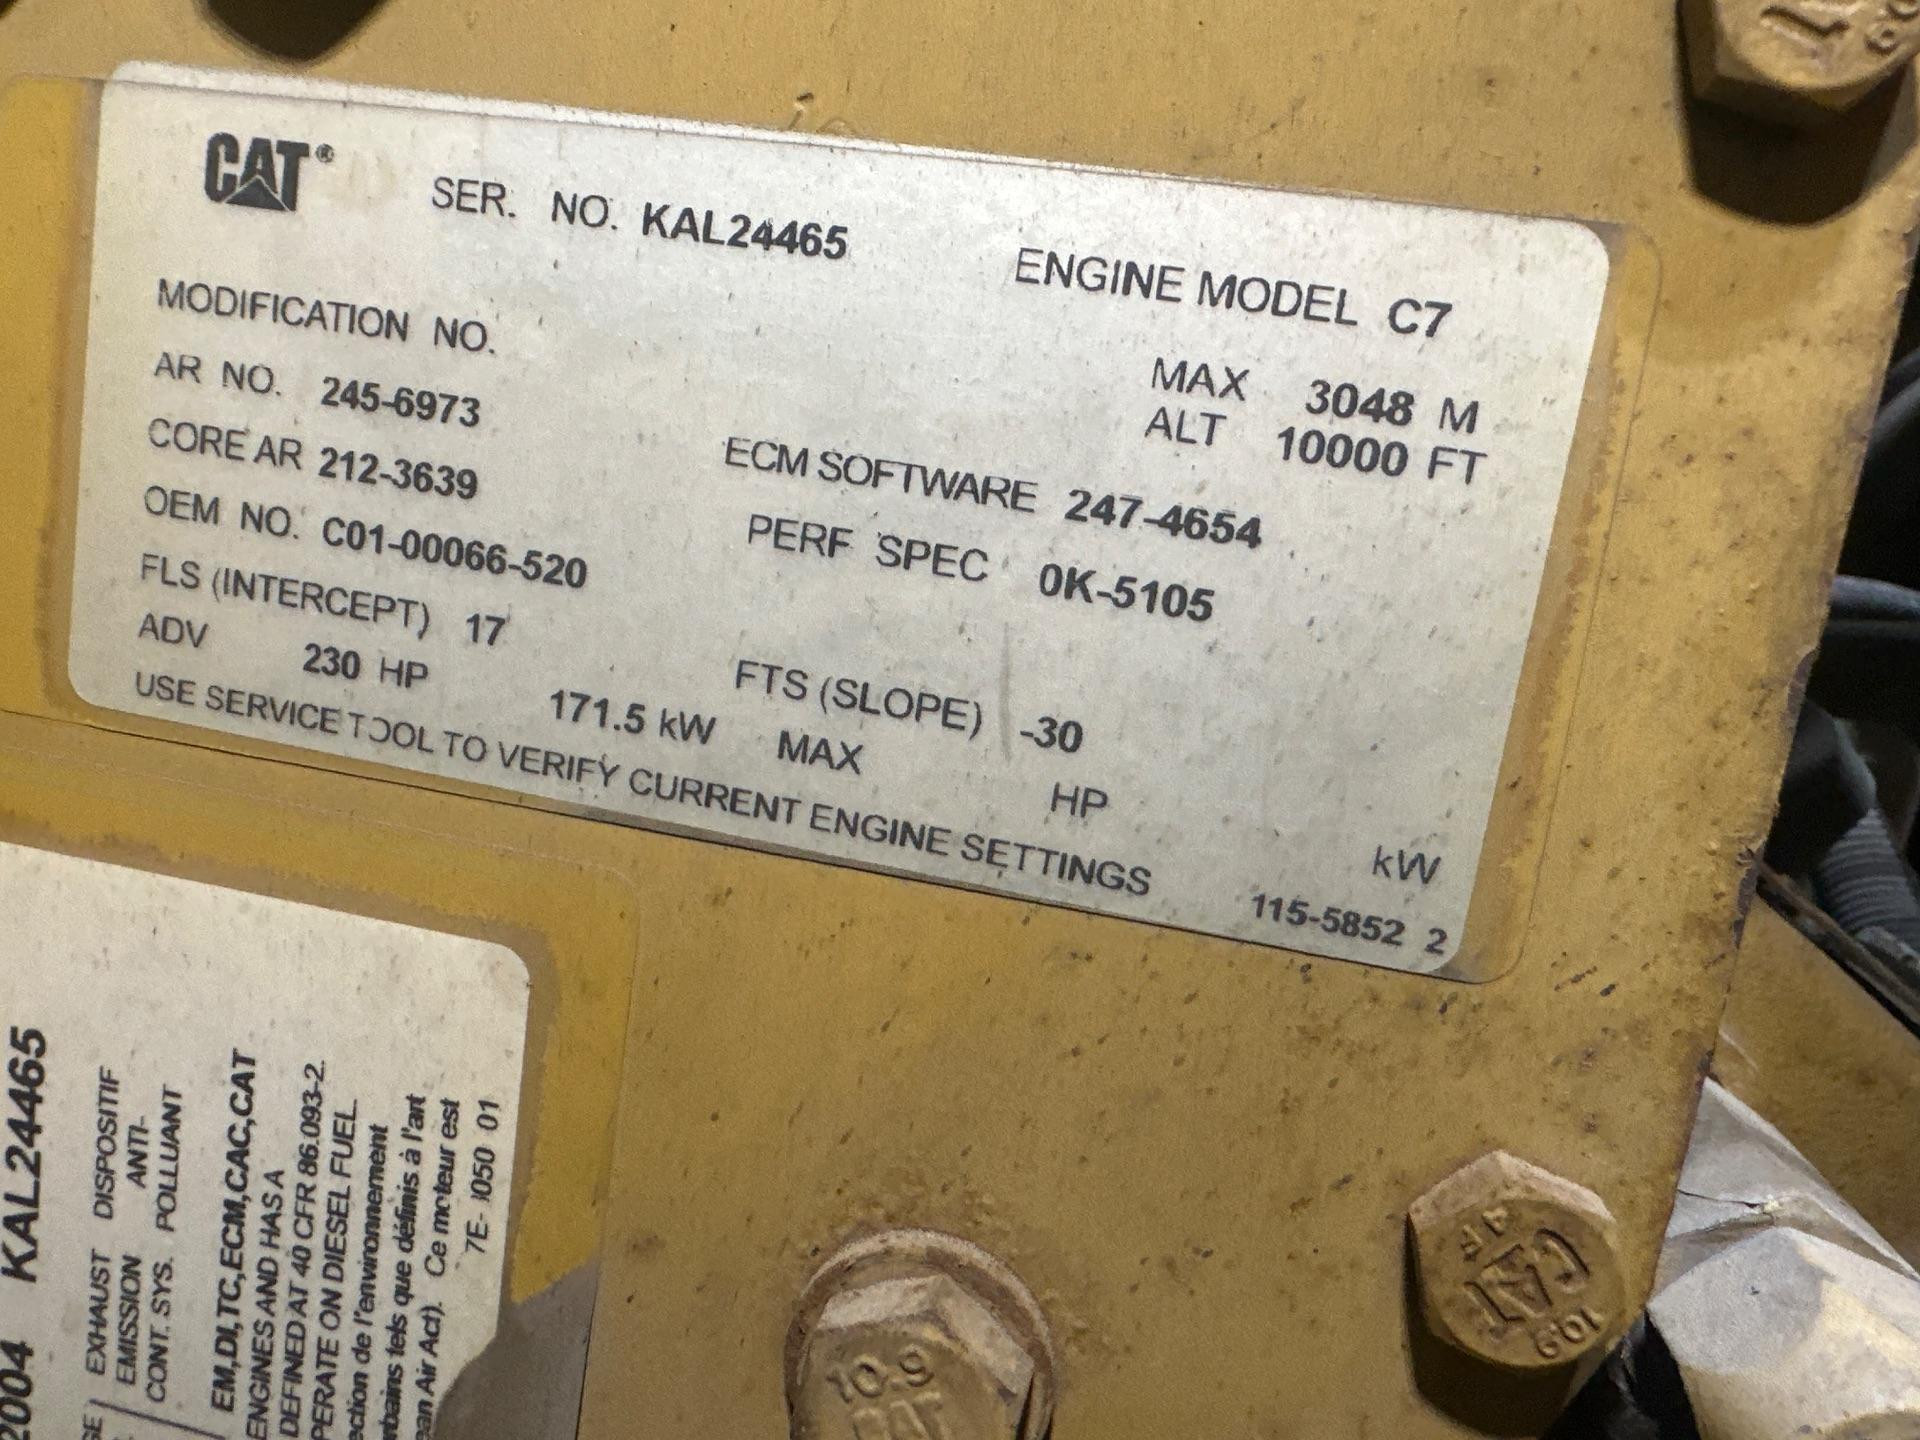 CAT® SER. NO. KAL24465 ENGINE MODEL C7
MODIFICATION NO.
MAX 3048 M
ALT 10000 FT
AR NO. 245-6973
CORE AR 212-3639 ECM SOFTWARE 247-4654
OEM NO. C01-00066-520 PERF SPEC 0K-5105
FLS (INTERCEPT) 17 FTS (SLOPE) -30
ADV 230 HP 171.5 kW MAX HP kW
USE SERVICE TOOL TO VERIFY CURRENT ENGINE SETTINGS 115-5852 2
2004 KAL24465
EXHAUST DISPOSITIF
EMISSION ANTI-
CONT. SYS. POLLUANT
EM,DI,TC,ECM,CAC,CAT
ENGINES AND HAS A
DEFINED AT 40 CFR 86.093-2.
PERATE ON DIESEL FUEL.
ection de l'environnement
rbains tels que définis à l'art
ean Air Act). Ce moteur est
10.9
CAT
CAT
10.9